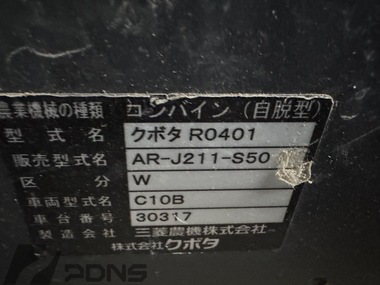 農業機械の種類 コンバイン (自脱型)
型式名 クボタ R0401
販売型式名 AR-J211-S50
区分 W
車両型式 C10B
車台番号 30317
製造会社 三菱農機株式会社
株式会社クボタ
PDNS